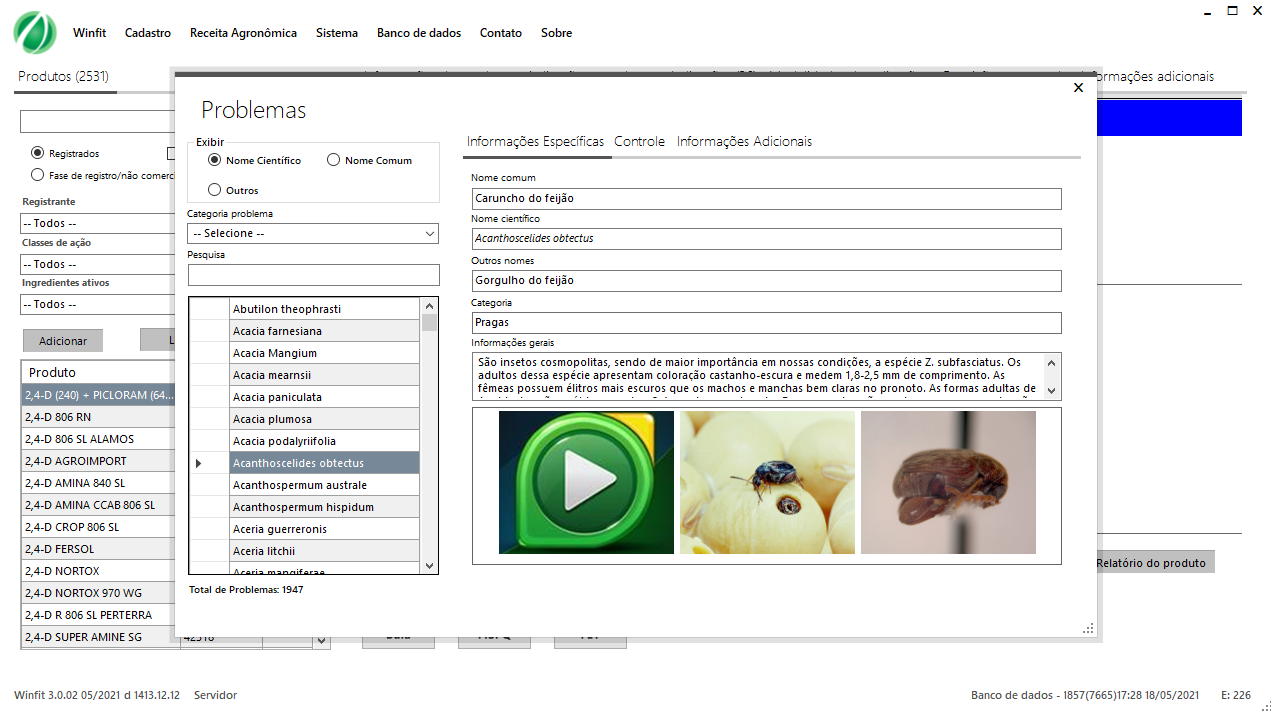 Winfit Cadastro Receita Agronômica Sistema Banco de dados Contato Sobre
Produtos (2531)
informações adicionais
Registrados
Fase de registro/não comerci
Registrante
-- Todos --
Classes de ação
-- Todos --
Ingredientes ativos
-- Todos --
Adicionar
Produto
2,4-D (240) + PICLORAM (64...
2,4-D 806 RN
2,4-D 806 SL ALAMOS
2,4-D AGROIMPORT
2,4-D AMINA 840 SL
2,4-D AMINA CCAB 806 SL
2,4-D CROP 806 SL
2,4-D FERSOL
2,4-D NORTOX
2,4-D NORTOX 970 WG
2,4-D R 806 SL PERTERRA
2,4-D SUPER AMINE SG
Problemas
Exibir
Nome Científico
Nome Comum
Outros
Categoria problema
-- Selecione --
Pesquisa
Abutilon theophrasti
Acacia farnesiana
Acacia Mangium
Acacia mearnsii
Acacia paniculata
Acacia plumosa
Acacia podalyriifolia
Acanthoscelides obtectus
Acanthospermum australe
Acanthospermum hispidum
Aceria guerreronis
Aceria litchii
Aceria mangiferae
Total de Problemas: 1947
Informações Específicas Controle Informações Adicionais
Nome comum
Caruncho do feijão
Nome científico
Acanthoscelides obtectus
Outros nomes
Gorgulho do feijão
Categoria
Pragas
Informações gerais
São insetos cosmopolitas, sendo de maior importância em nossas condições, a espécie Z. subfasciatus. Os
adultos dessa espécie apresentam coloração castanho-escura e medem 1,8-2,5 mm de comprimento. As
fêmeas possuem élitros mais escuros que os machos e manchas bem claras no pronoto. As formas adultas de
Relatório do produto
Winfit 3.0.02 05/2021 d 1413.12.12 Servidor
Banco de dados - 1857(7665)17:28 18/05/2021 E: 226